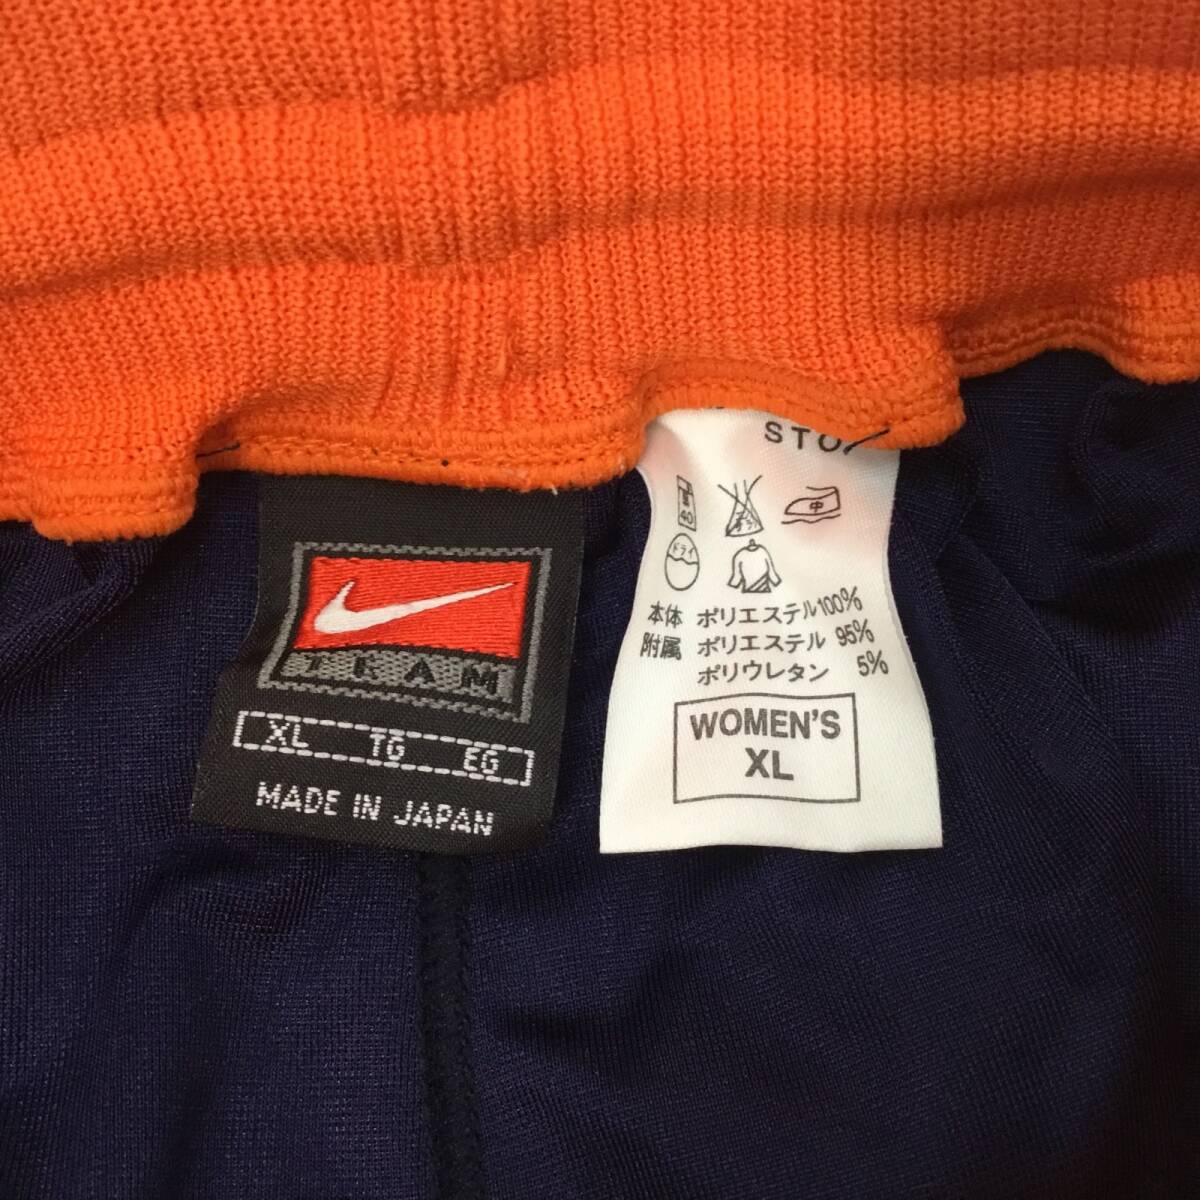 TEAM
XL TG EG
MADE IN JAPAN
STO
40
中
ドライ
本体 ポリエステル100%
附属 ポリエステル 95%
ポリウレタン 5%
WOMEN'S
XL